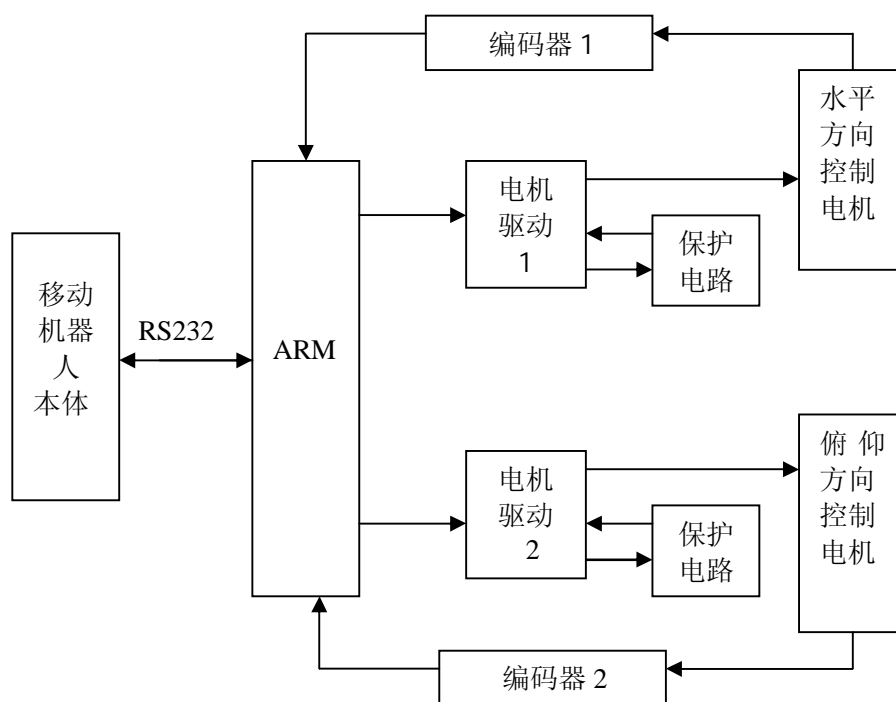 编码器 1
水平
方向
控制
电机
电机
驱动
1
保护
电路
移动
机器
人
本体
RS232
ARM
电机
驱动
2
保护
电路
俯 仰
方向
控制
电机
编码器 2